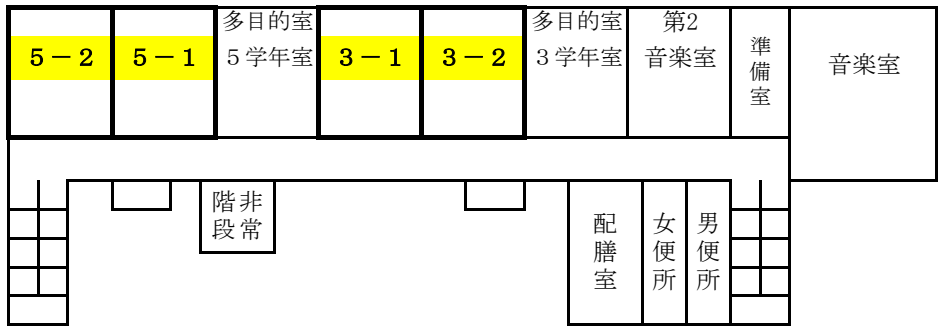 5－2
5－1
多目的室
5学年室
3－1
3－2
多目的室
3学年室
第2
音楽室
準備室
音楽室
非常
階段
配膳室
女便所
男便所